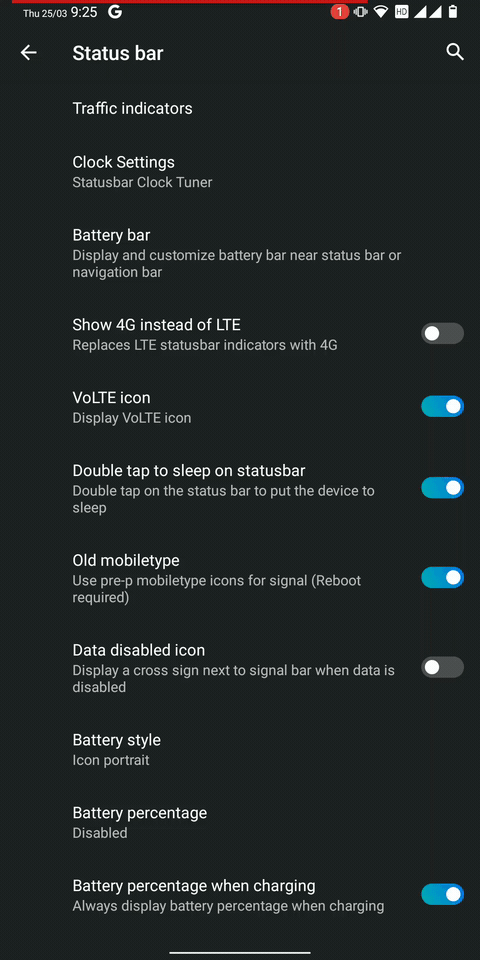 Thu 25/03 9:25 G 1 HD
Status bar
Traffic indicators
Clock Settings
Statusbar Clock Tuner
Battery bar
Display and customize battery bar near status bar or
navigation bar
Show 4G instead of LTE
Replaces LTE statusbar indicators with 4G
VoLTE icon
Display VoLTE icon
Double tap to sleep on statusbar
Double tap on the status bar to put the device to
sleep
Old mobiletype
Use pre-p mobiletype icons for signal (Reboot
required)
Data disabled icon
Display a cross sign next to signal bar when data is
disabled
Battery style
Icon portrait
Battery percentage
Disabled
Battery percentage when charging
Always display battery percentage when charging